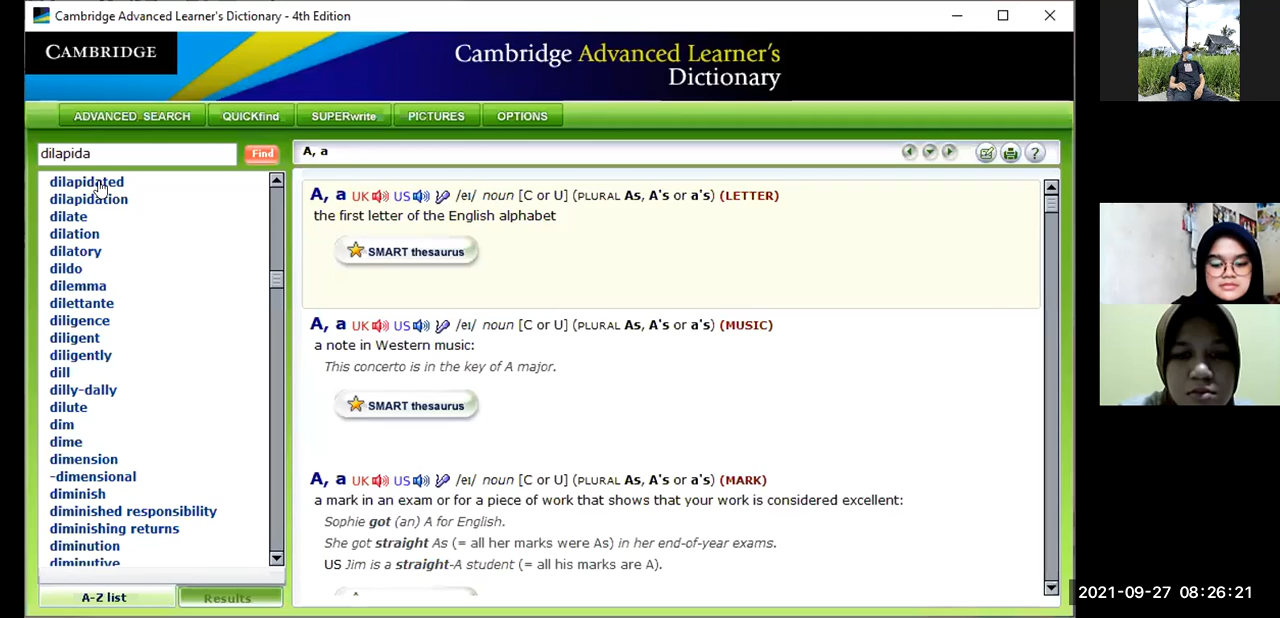 Cambridge Advanced Learner's Dictionary - 4th Edition
CAMBRIDGE
Cambridge Advanced Learner's
Dictionary
ADVANCED SEARCH
QUICKfind
SUPERwrite
PICTURES
OPTIONS
dilapida
Find
dilapidated
dilapidation
dilate
dilation
dilatory
dildo
dilemma
dilettante
diligence
diligent
diligently
dill
dilly-dally
dilute
dim
dime
dimension
-dimensional
diminish
diminished responsibility
diminishing returns
diminution
diminutive
A-Z list
Results
A, a
?
A, a UK US /eɪ/ noun [C or U] (PLURAL As, A's or a's) (LETTER)
the first letter of the English alphabet
SMART thesaurus
A, a UK US /eɪ/ noun [C or U] (PLURAL As, A's or a's) (MUSIC)
a note in Western music:
This concerto is in the key of A major.
SMART thesaurus
A, a UK US /eɪ/ noun [C or U] (PLURAL As, A's or a's) (MARK)
a mark in an exam or for a piece of work that shows that your work is considered excellent:
Sophie got (an) A for English.
She got straight As (= all her marks were As) in her end-of-year exams.
US Jim is a straight-A student (= all his marks are A).
2021-09-27 08:26:21